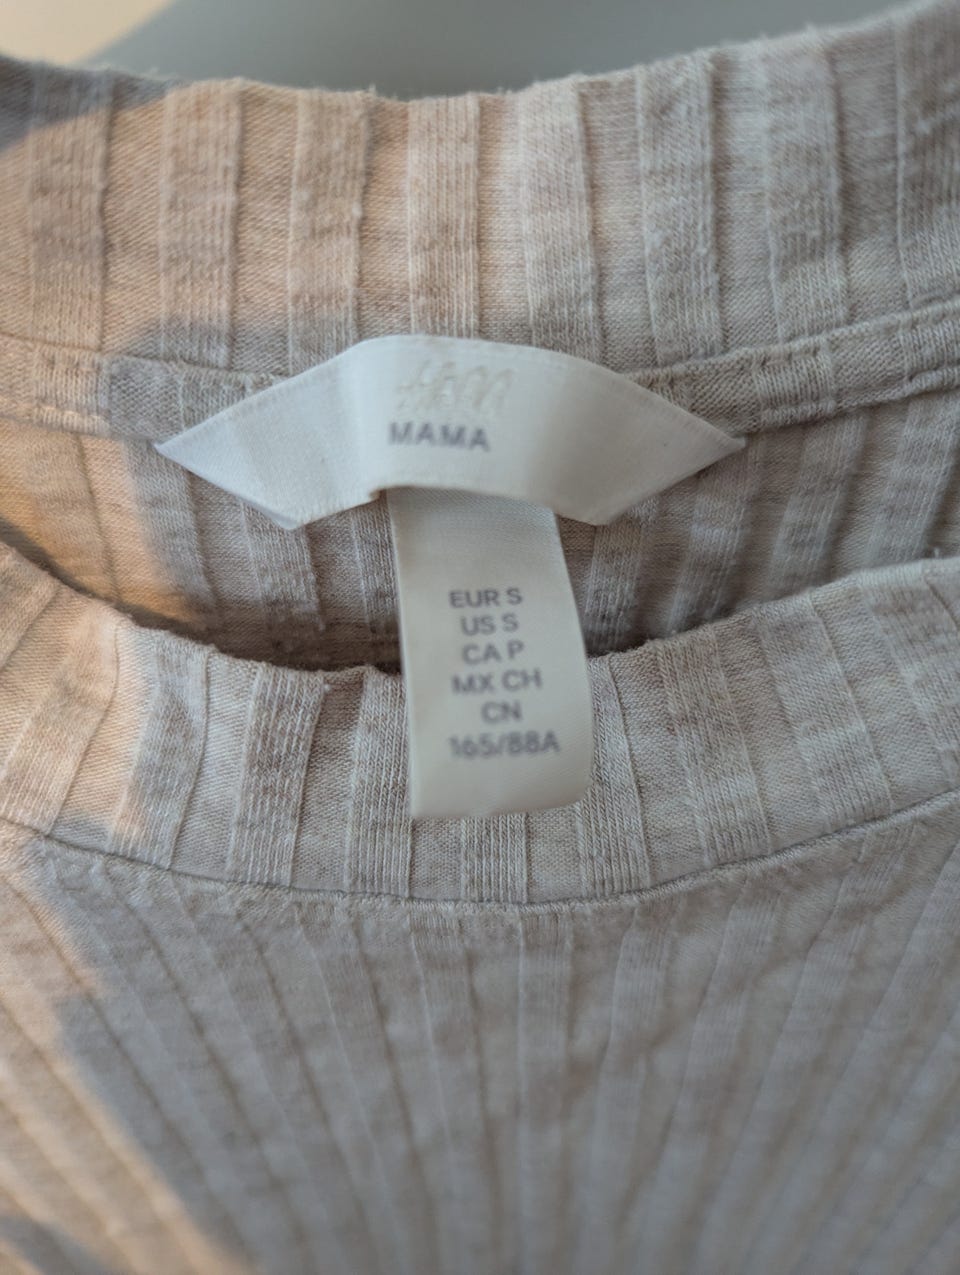 H&M
MAMA
EUR S
US S
CA P
MX CH
CN
165/88A